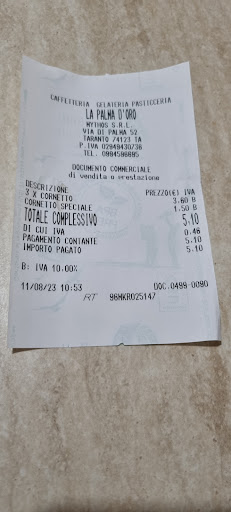 CAFFETTERIA GELATERIA PASTICCERIA
LA PALMA D'ORO
MYTHOS S.R.L.
VIA DI PALMA 52
TARANTO 74123 TA
P.IVA 02949430736
TEL. 0994596895
DOCUMENTO COMMERCIALE
di vendita o prestazione
DESCRIZIONE PREZZO(€) IVA
3 X CORNETTO 3.60 B
CORNETTO SPECIALE 1.50 B
TOTALE COMPLESSIVO 5.10
DI CUI IVA 0.46
PAGAMENTO CONTANTE 5.10
IMPORTO PAGATO 5.10
B: IVA 10.00%
11/08/23 10:53 DOC.0499-0080
RT 96MKR025147